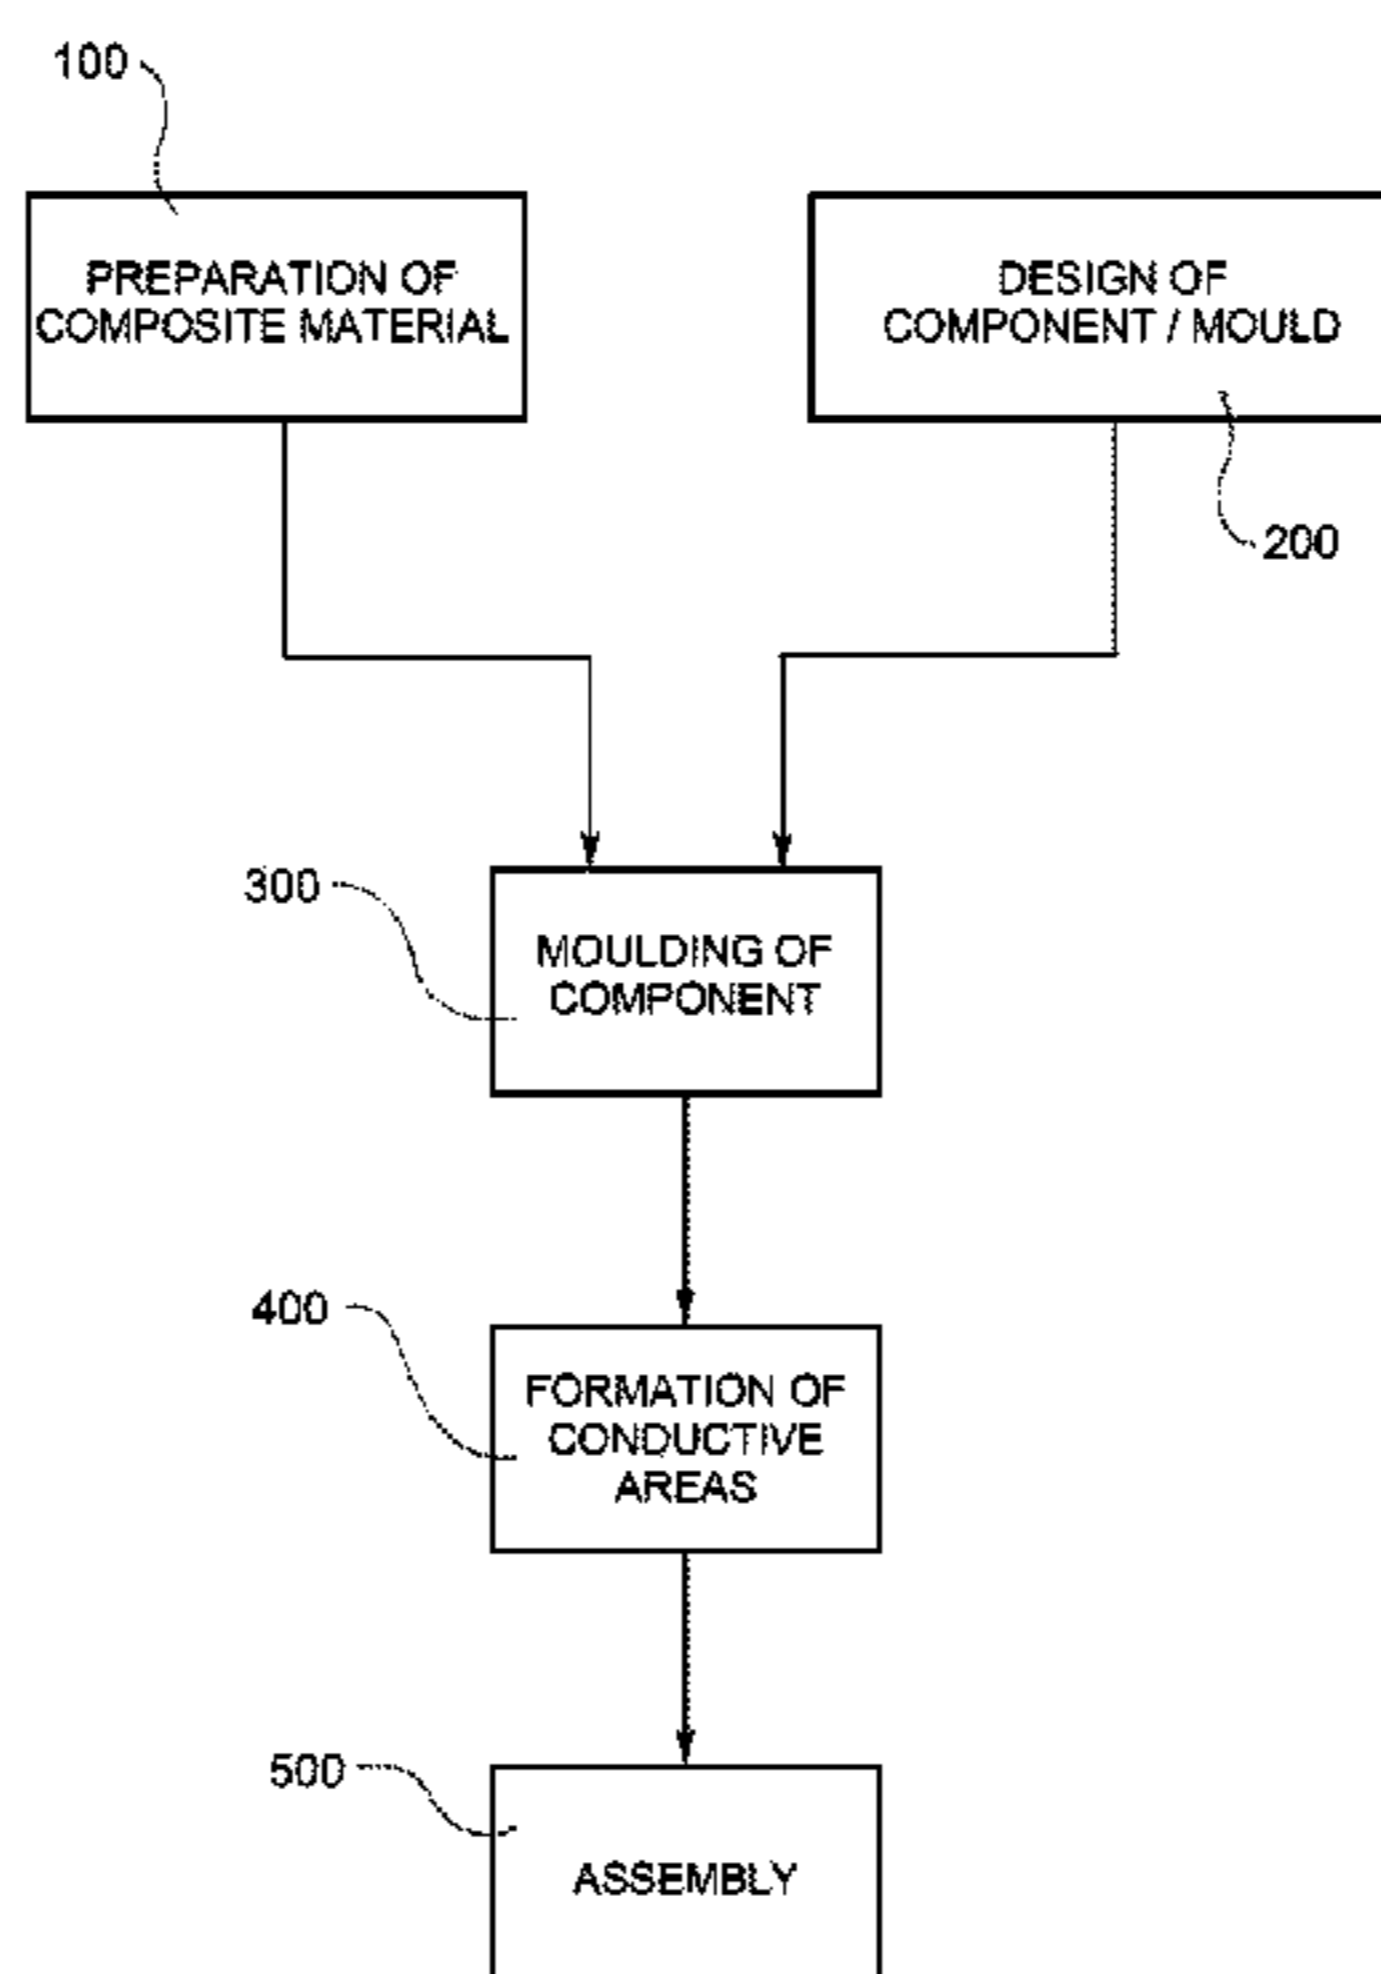 100
PREPARATION OF
COMPOSITE MATERIAL
DESIGN OF
COMPONENT / MOULD
200
300
MOULDING OF
COMPONENT
400
FORMATION OF
CONDUCTIVE
AREAS
500
ASSEMBLY